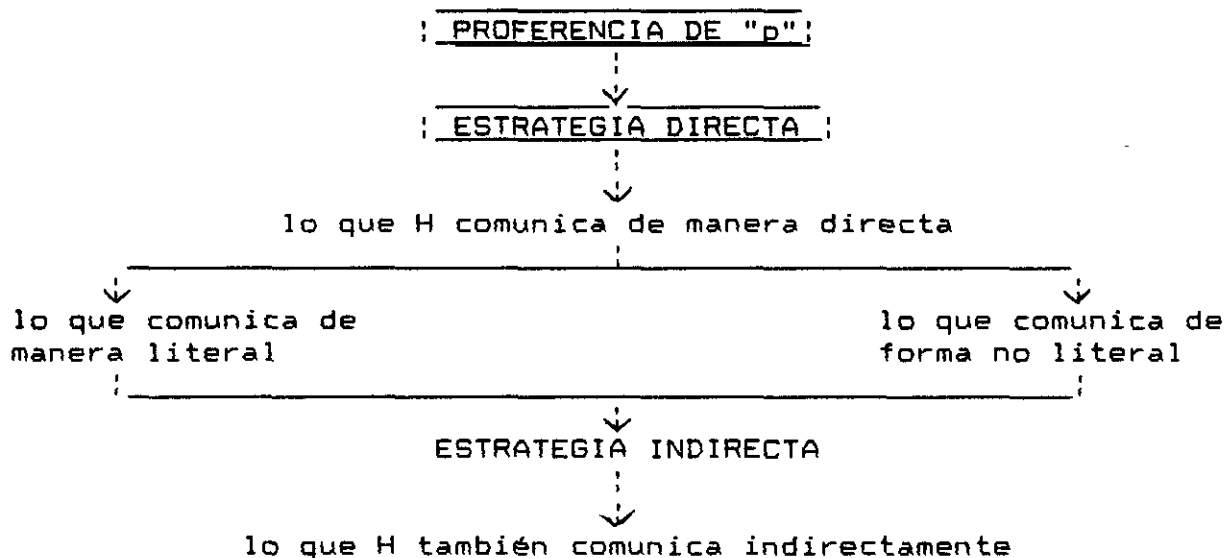 PROFERENCIA DE "p"
ESTRATEGIA DIRECTA
lo que H comunica de manera directa
lo que comunica de
manera literal
lo que comunica de
forma no literal
ESTRATEGIA INDIRECTA
lo que H también comunica indirectamente